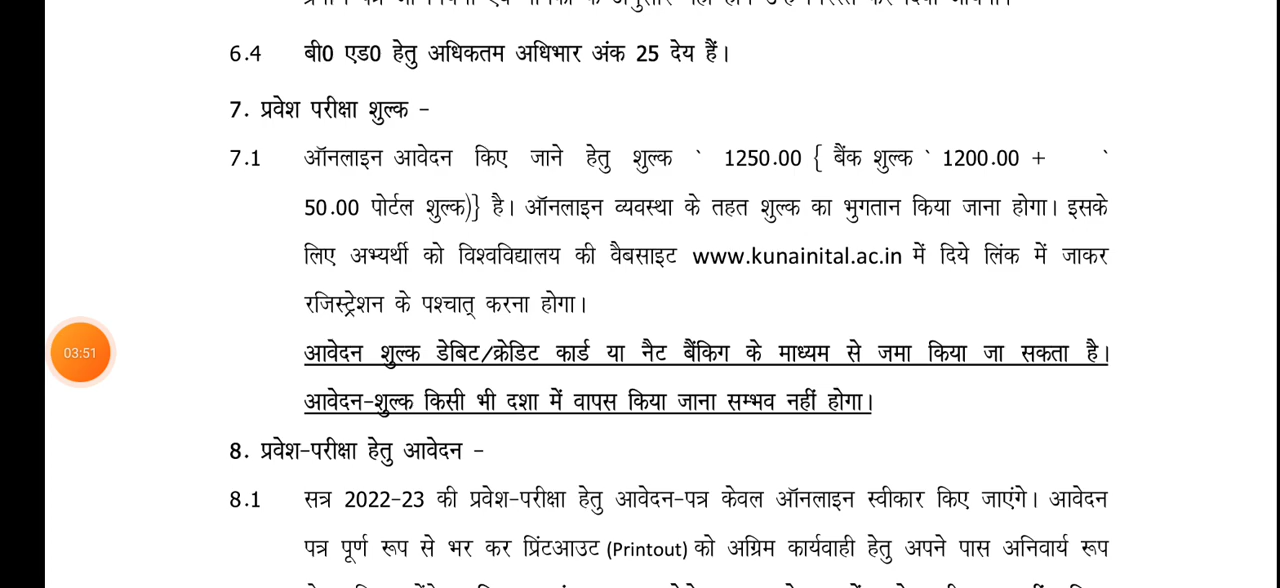 6.4 बी0 एड0 हेतु अधिकतम अधिभार अंक 25 देय हैं।
7. प्रवेश परीक्षा शुल्क -
7.1 ऑनलाइन आवेदन किए जाने हेतु शुल्क ` 1250.00 { बैंक शुल्क ` 1200.00 + `
50.00 पोर्टल शुल्क)} है। ऑनलाइन व्यवस्था के तहत शुल्क का भुगतान किया जाना होगा। इसके
लिए अभ्यर्थी को विश्वविद्यालय की वैबसाइट www.kunainital.ac.in में दिये लिंक में जाकर
रजिस्ट्रेशन के पश्चात् करना होगा।
03:51
आवेदन शुल्क डेबिट/क्रेडिट कार्ड या नैट बैंकिग के माध्यम से जमा किया जा सकता है।
आवेदन-शुल्क किसी भी दशा में वापस किया जाना सम्भव नहीं होगा।
8. प्रवेश-परीक्षा हेतु आवेदन -
8.1 सत्र 2022-23 की प्रवेश-परीक्षा हेतु आवेदन-पत्र केवल ऑनलाइन स्वीकार किए जाएंगे। आवेदन
पत्र पूर्ण रूप से भर कर प्रिंटआउट (Printout) को अग्रिम कार्यवाही हेतु अपने पास अनिवार्य रूप